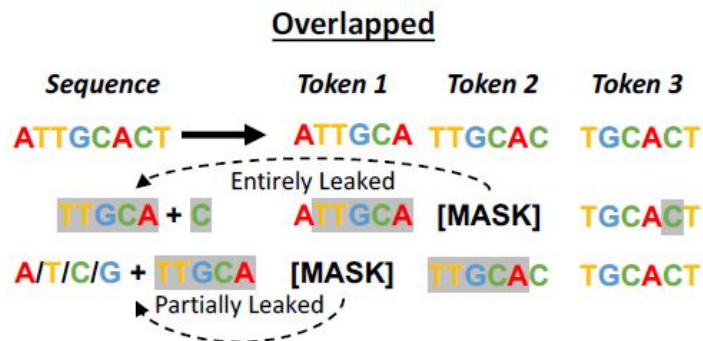 Overlapped
Sequence Token 1 Token 2 Token 3
ATTGCACT ATTGCA TTGCAC TGCACT
Entirely Leaked
TTGCA + C ATTGCA [MASK] TGCACT
A/T/C/G + TTGCA [MASK] TTGCAC TGCACT
Partially Leaked